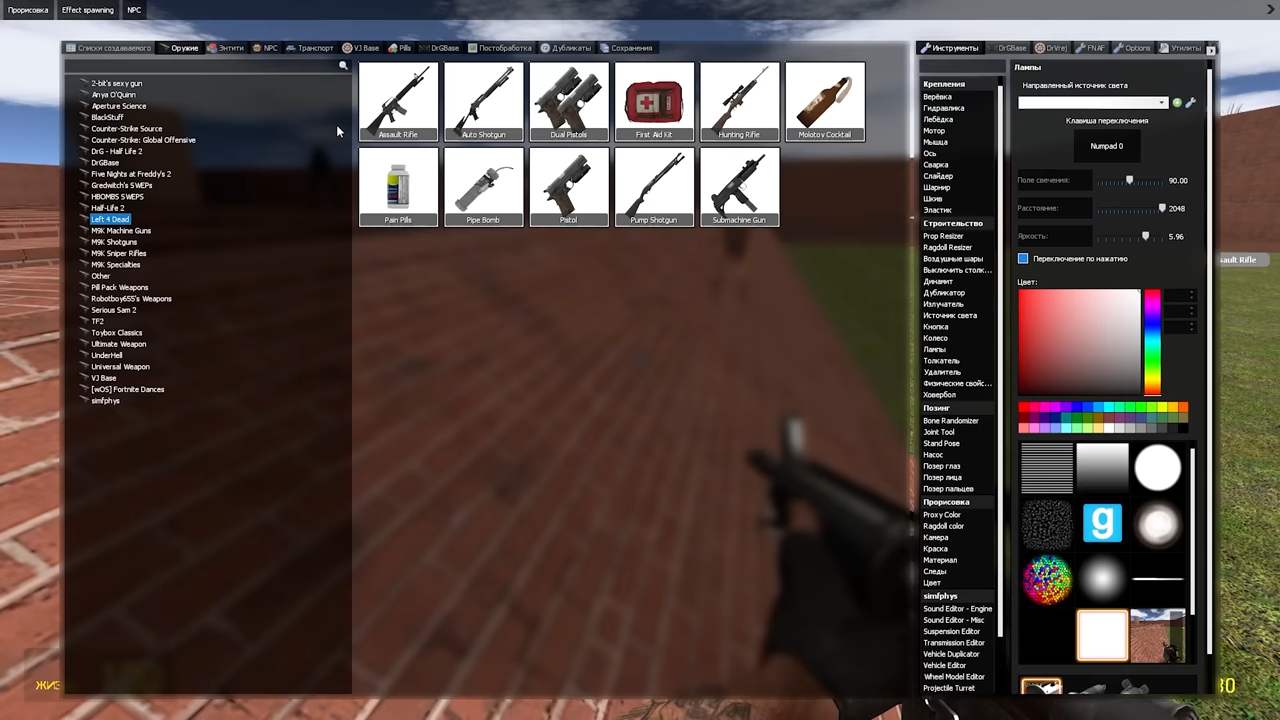 Прорисовка Effect spawning NPC
Списки создаваемого Оружие Энтити NPC Транспорт VJ Base Pills DrGBase Постобработка Дубликаты Сохранения
2-bit's sexy gun
Anya O'Quinn
Aperture Science
BlackStuff
Counter-Strike Source
Counter-Strike: Global Offensive
DrG - Half Life 2
DrGBase
Five Nights at Freddy's 2
Gredwitch's SWEPs
HBOMBS SWEPS
Half-Life 2
Left 4 Dead
M9K Machine Guns
M9K Shotguns
M9K Sniper Rifles
M9K Specialties
Other
Pill Pack Weapons
Robotboy655's Weapons
Serious Sam 2
TF2
Toybox Classics
Ultimate Weapon
UnderHell
Universal Weapon
VJ Base
[wOS] Fortnite Dances
simfphys
Assault Rifle Auto Shotgun Dual Pistols First Aid Kit Hunting Rifle Molotov Cocktail
Pain Pills Pipe Bomb Pistol Pump Shotgun Submachine Gun
Инструменты DrGBase DrVrej FNAF Options Утилиты
Крепления
Верёвка
Гидравлика
Лебёдка
Мотор
Мышца
Ось
Сварка
Слайдер
Шарнир
Шкив
Эластик
Строительство
Prop Resizer
Ragdoll Resizer
Воздушные шары
Выключить столк...
Динамит
Дубликатор
Излучатель
Источник света
Кнопка
Колесо
Лампы
Толкатель
Удалитель
Физические свойс...
Ховербол
Позинг
Bone Randomizer
Joint Tool
Stand Pose
Насос
Позер глаз
Позер лица
Позер пальцев
Прорисовка
Proxy Color
Ragdoll color
Камера
Краска
Материал
Следы
Цвет
simfphys
Sound Editor - Engine
Sound Editor - Misc
Suspension Editor
Transmission Editor
Vehicle Duplicator
Vehicle Editor
Wheel Model Editor
Projectile Turret
Лампы
Направленный источник света
Клавиша переключения
Numpad 0
Поле свечения: 90.00
Расстояние: 2048
Яркость: 5.96
Переключение по нажатию
Цвет:
g
sault Rifle